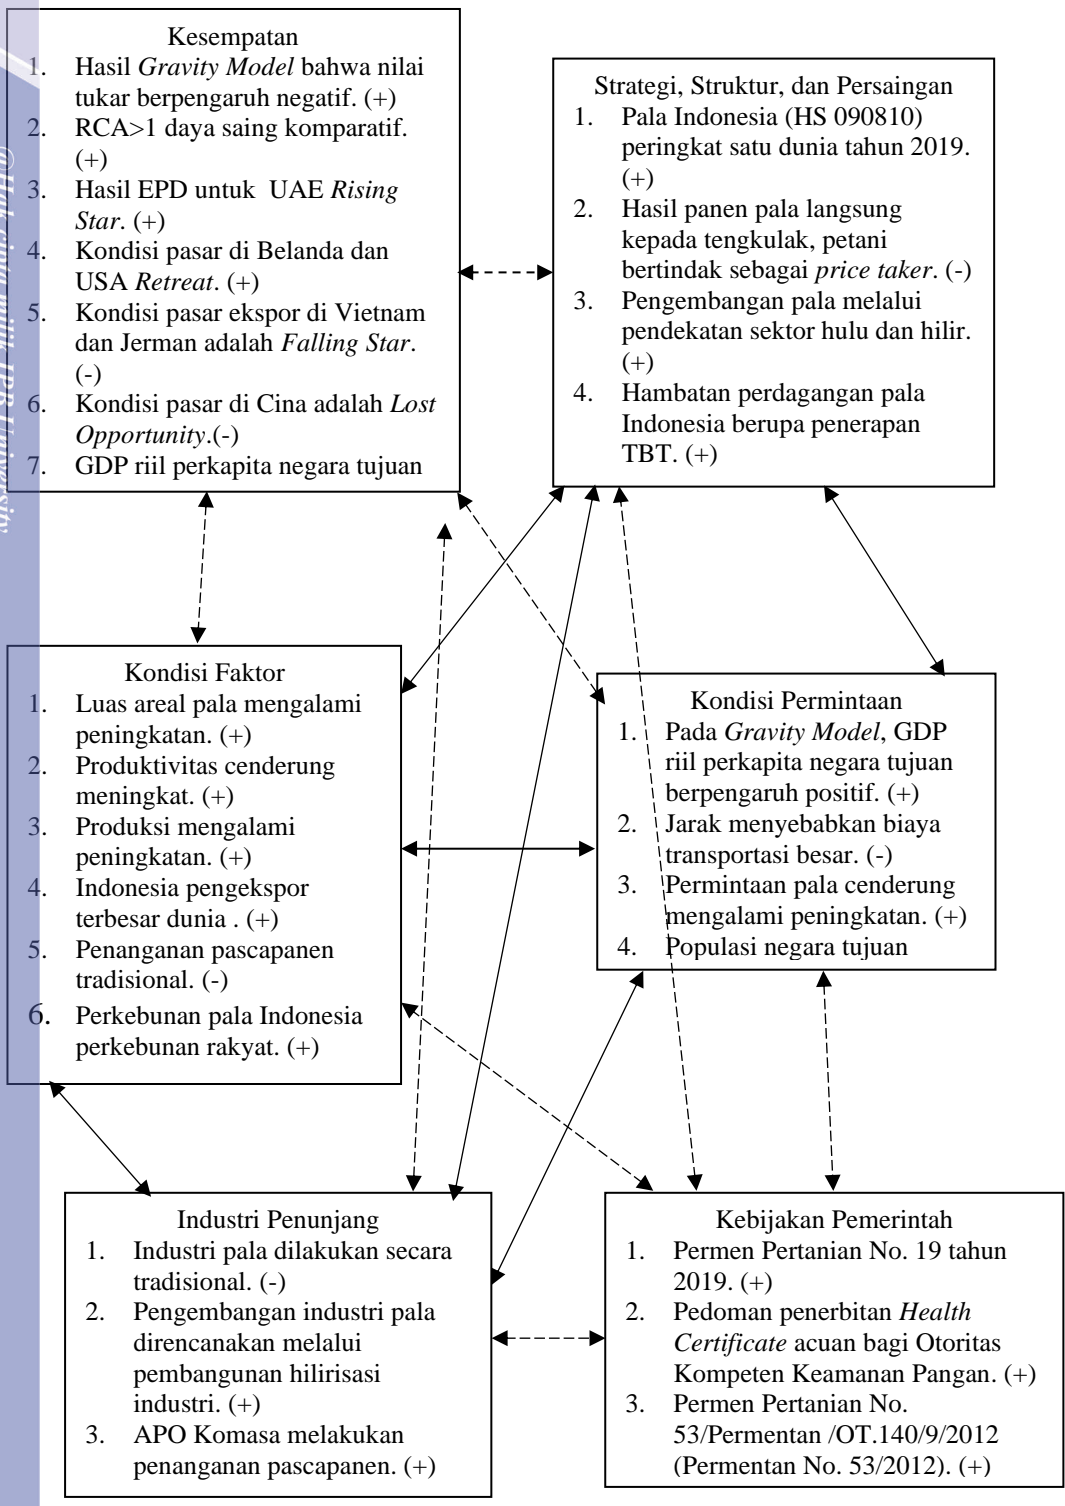 Kesempatan
1. Hasil Gravity Model bahwa nilai
tukar berpengaruh negatif. (+)
2. RCA>1 daya saing komparatif.
(+)
3. Hasil EPD untuk UAE Rising
Star. (+)
4. Kondisi pasar di Belanda dan
USA Retreat. (+)
5. Kondisi pasar ekspor di Vietnam
dan Jerman adalah Falling Star.
(-)
6. Kondisi pasar di Cina adalah Lost
Opportunity.(-)
7. GDP riil perkapita negara tujuan
Strategi, Struktur, dan Persaingan
1. Pala Indonesia (HS 090810)
peringkat satu dunia tahun 2019.
(+)
2. Hasil panen pala langsung
kepada tengkulak, petani
bertindak sebagai price taker. (-)
3. Pengembangan pala melalui
pendekatan sektor hulu dan hilir.
(+)
4. Hambatan perdagangan pala
Indonesia berupa penerapan
TBT. (+)
Kondisi Faktor
1. Luas areal pala mengalami
peningkatan. (+)
2. Produktivitas cenderung
meningkat. (+)
3. Produksi mengalami
peningkatan. (+)
4. Indonesia pengekspor
terbesar dunia . (+)
5. Penanganan pascapanen
tradisional. (-)
6. Perkebunan pala Indonesia
perkebunan rakyat. (+)
Kondisi Permintaan
1. Pada Gravity Model, GDP
riil perkapita negara tujuan
berpengaruh positif. (+)
2. Jarak menyebabkan biaya
transportasi besar. (-)
3. Permintaan pala cenderung
mengalami peningkatan. (+)
4. Populasi negara tujuan
Industri Penunjang
1. Industri pala dilakukan secara
tradisional. (-)
2. Pengembangan industri pala
direncanakan melalui
pembangunan hilirisasi
industri. (+)
3. APO Komasa melakukan
penanganan pascapanen. (+)
Kebijakan Pemerintah
1. Permen Pertanian No. 19 tahun
2019. (+)
2. Pedoman penerbitan Health
Certificate acuan bagi Otoritas
Kompeten Keamanan Pangan. (+)
3. Permen Pertanian No.
53/Permentan /OT.140/9/2012
(Permentan No. 53/2012). (+)
@Hak cipta milik IPB University